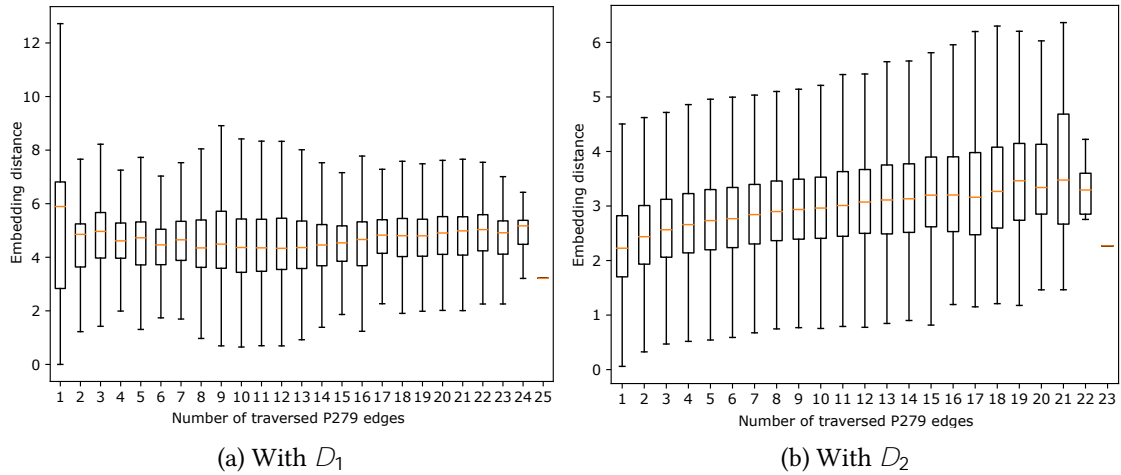 12
10
8
6
4
2
0
Embedding distance
1 2 3 4 5 6 7 8 9 10 11 12 13 14 15 16 17 18 19 20 21 22 23 24 25
Number of traversed P279 edges
(a) With D1
6
5
4
3
2
1
0
Embedding distance
1 2 3 4 5 6 7 8 9 10 11 12 13 14 15 16 17 18 19 20 21 22 23
Number of traversed P279 edges
(b) With D2